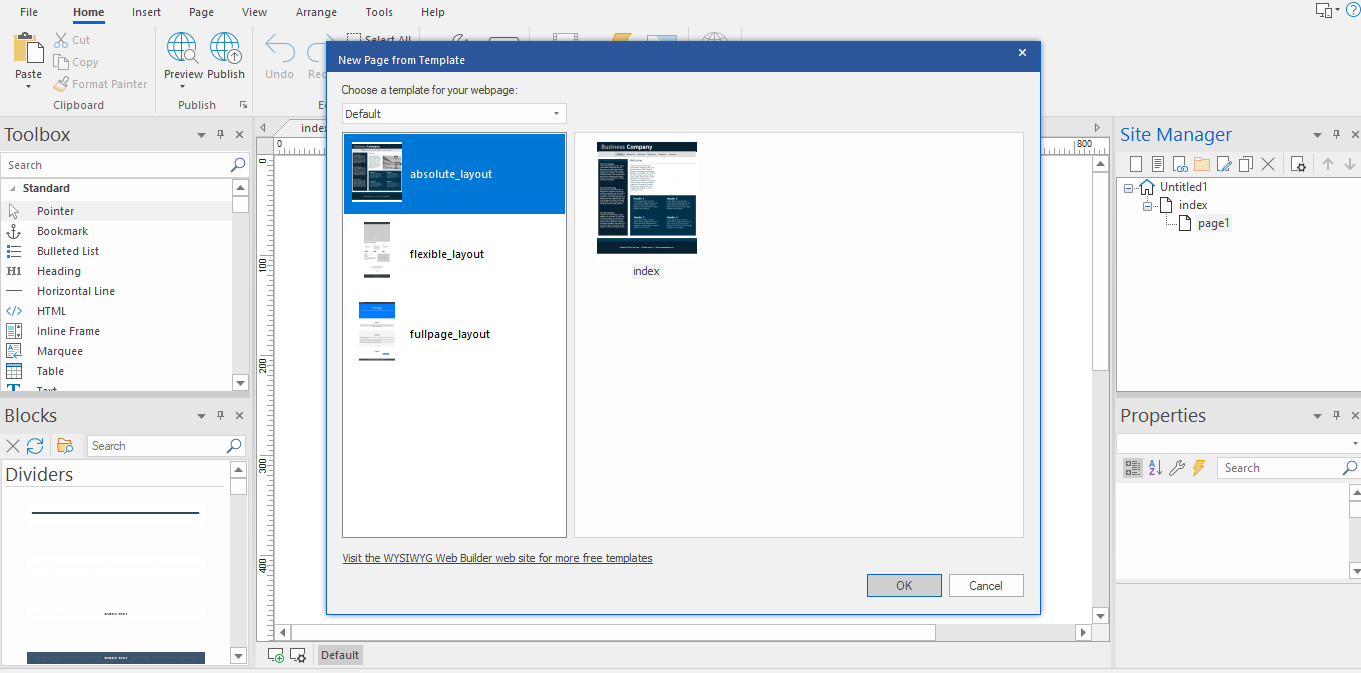 File Home Insert Page View Arrange Tools Help
Paste
Cut
Copy
Format Painter
Clipboard
Preview Publish
Publish
Undo
Select All
New Page from Template
Choose a template for your webpage:
Default
absolute_layout
flexible_layout
fullpage_layout
Business Company
index
Visit the WYSIWYG Web Builder web site for more free templates
OK Cancel
Toolbox
Search
Standard
Pointer
Bookmark
Bulleted List
H1 Heading
Horizontal Line
HTML
Inline Frame
Marquee
Table
Text
Blocks
Search
Dividers
index
0 800
0
100
200
300
400
Default
Site Manager
Untitled1
index
page1
Properties
Search